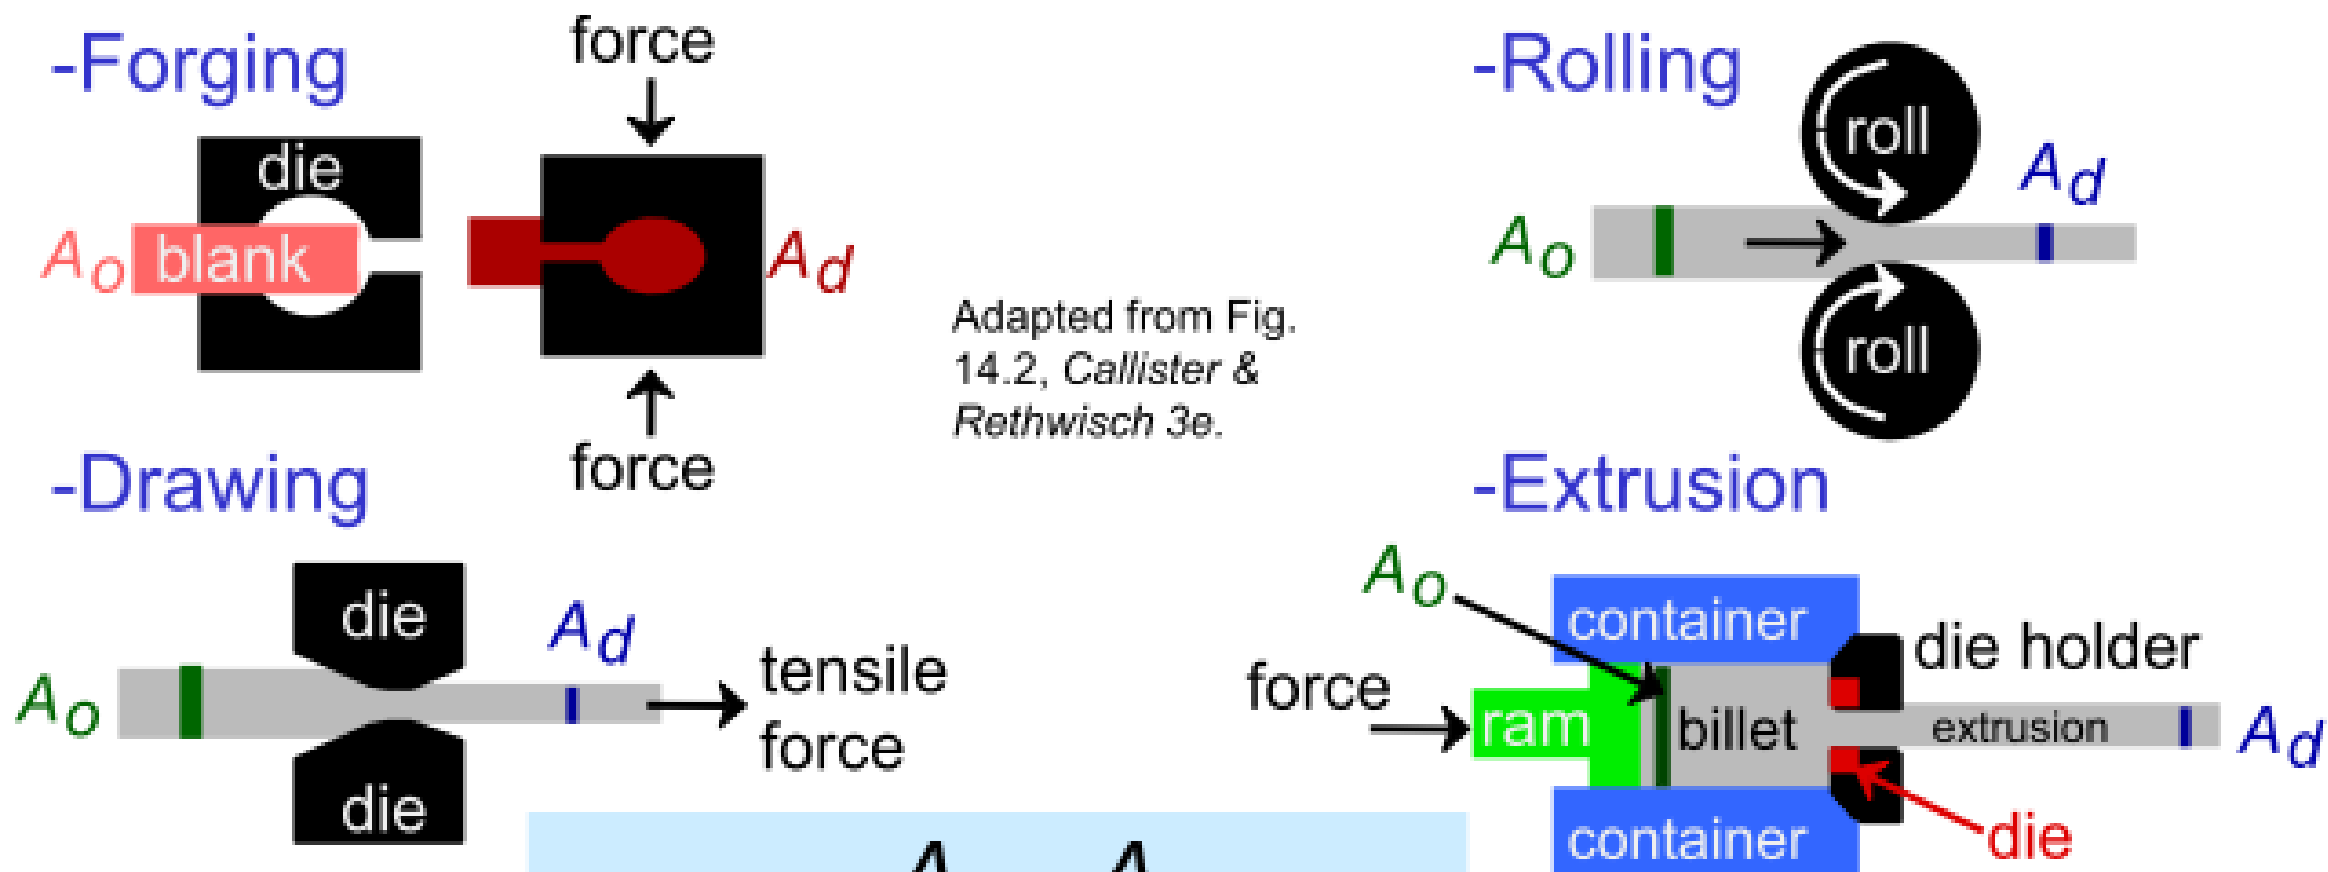 -Forging
force
die
Ao
blank
Ad
force
-Rolling
roll
Ad
Ao
roll
Adapted from Fig.
14.2, Callister &
Rethwisch 3e.
-Drawing
die
Ad
Ao
tensile
force
die
-Extrusion
Ao
container
die holder
force
ram
billet
extrusion
Ad
container
die